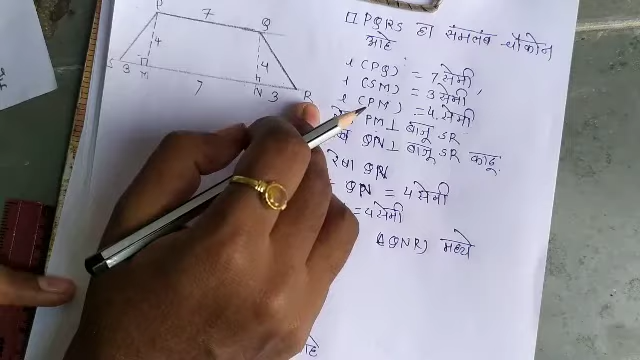 P 7 Q
4 4
S 3 M 7 N 3 R
□ PQRS हा समलंब चौकोन
आहे
l (PQ) = 7 सेमी,
l (SM) = 3 सेमी
l (PM) = 4 सेमी
PM ⊥ बाजू SR
QN ⊥ बाजू SR काढू.
रेषा QN
QN = 4 सेमी
= 4 सेमी
QNR) मध्ये
आहे